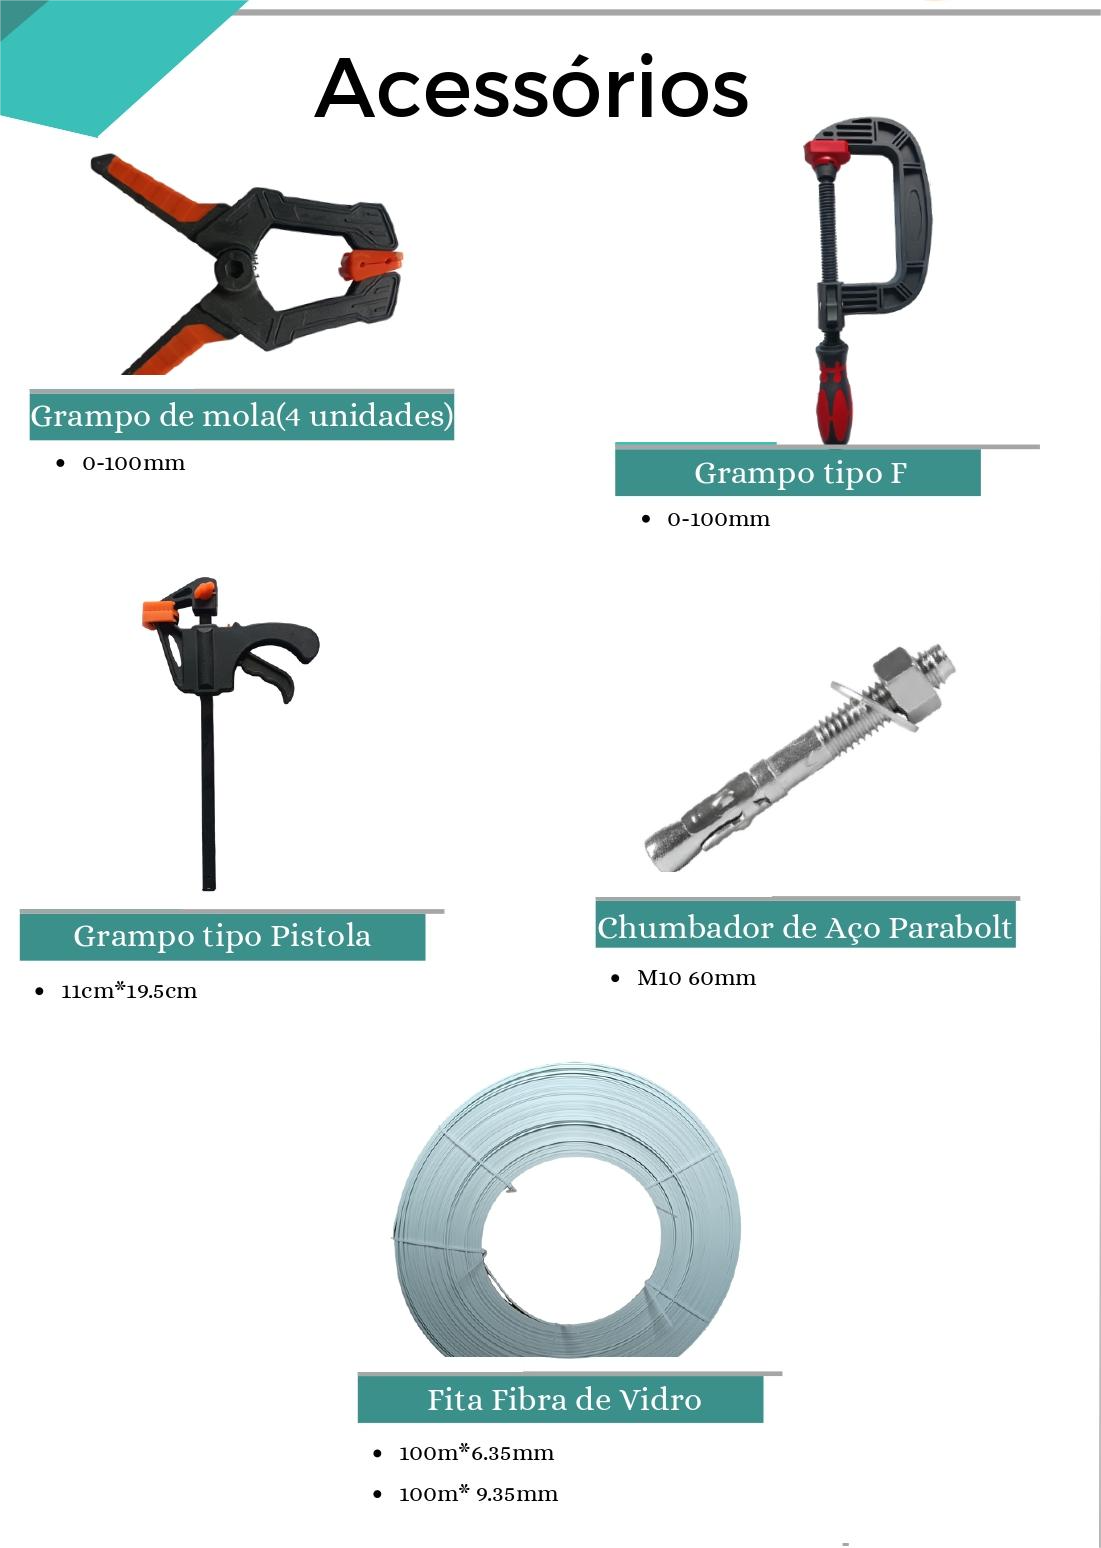 Acessórios
Grampo de mola(4 unidades)
• 0-100mm
Grampo tipo F
• 0-100mm
Grampo tipo Pistola
• 11cm*19.5cm
Chumbador de Aço Parabolt
• M10 60mm
Fita Fibra de Vidro
• 100m*6.35mm
• 100m* 9.35mm